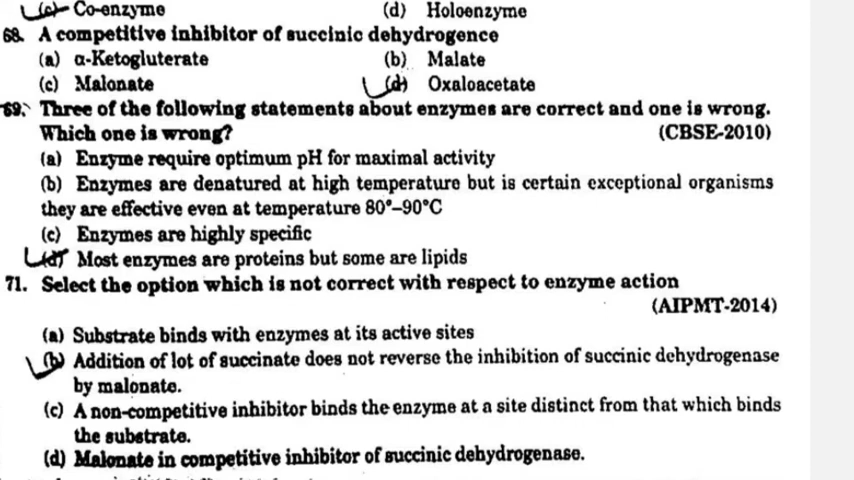 (c) Co-enzyme (d) Holoenzyme
68. A competitive inhibitor of succinic dehydrogence
(a) α-Ketogluterate (b) Malate
(c) Malonate (d) Oxaloacetate
69. Three of the following statements about enzymes are correct and one is wrong.
Which one is wrong? (CBSE-2010)
(a) Enzyme require optimum pH for maximal activity
(b) Enzymes are denatured at high temperature but is certain exceptional organisms
they are effective even at temperature 80°–90°C
(c) Enzymes are highly specific
(d) Most enzymes are proteins but some are lipids
71. Select the option which is not correct with respect to enzyme action
(AIPMT-2014)
(a) Substrate binds with enzymes at its active sites
(b) Addition of lot of succinate does not reverse the inhibition of succinic dehydrogenase
by malonate.
(c) A non-competitive inhibitor binds the enzyme at a site distinct from that which binds
the substrate.
(d) Malonate in competitive inhibitor of succinic dehydrogenase.